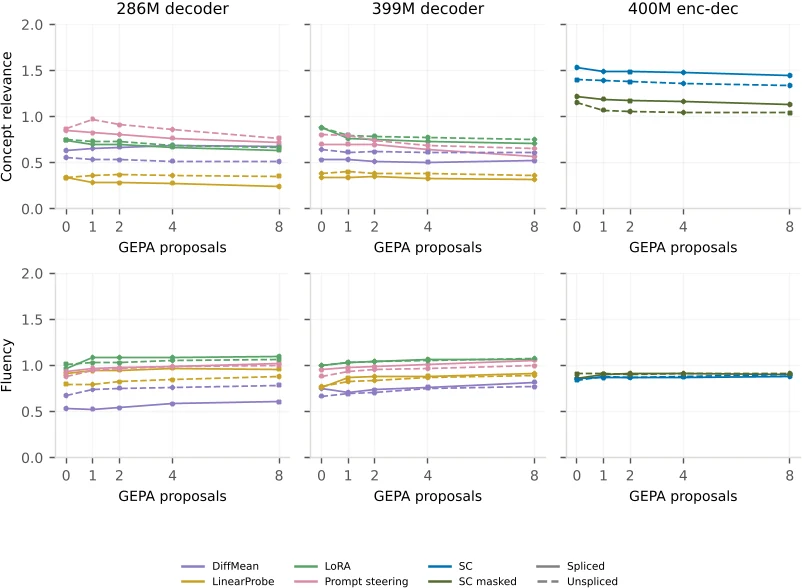 286M decoder
399M decoder
400M enc-dec
Concept relevance
2.0
1.5
1.0
0.5
0.0
0 1 2 4 8
0 1 2 4 8
0 1 2 4 8
GEPA proposals
GEPA proposals
GEPA proposals
Fluency
2.0
1.5
1.0
0.5
0.0
0 1 2 4 8
0 1 2 4 8
0 1 2 4 8
GEPA proposals
GEPA proposals
GEPA proposals
DiffMean
LinearProbe
LoRA
Prompt steering
SC
SC masked
Spliced
Unspliced